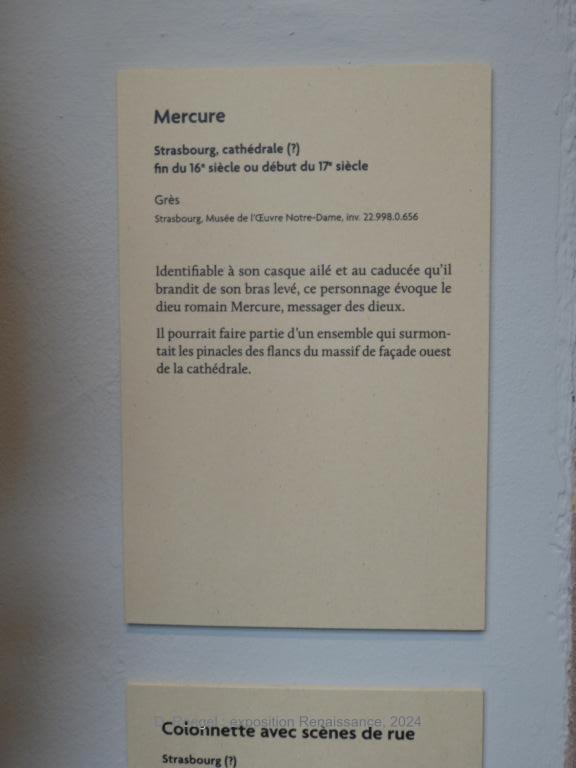 Mercure
Strasbourg, cathédrale (?)
fin du 16e siècle ou début du 17e siècle
Grès
Strasbourg, Musée de l'Œuvre Notre-Dame, inv. 22.998.0.656
Identifiable à son casque ailé et au caducée qu'il
brandit de son bras levé, ce personnage évoque le
dieu romain Mercure, messager des dieux.
Il pourrait faire partie d'un ensemble qui surmon-
tait les pinacles des flancs du massif de façade ouest
de la cathédrale.
exposition Renaissance, 2024
Colonnette avec scènes de rue
Strasbourg (?)